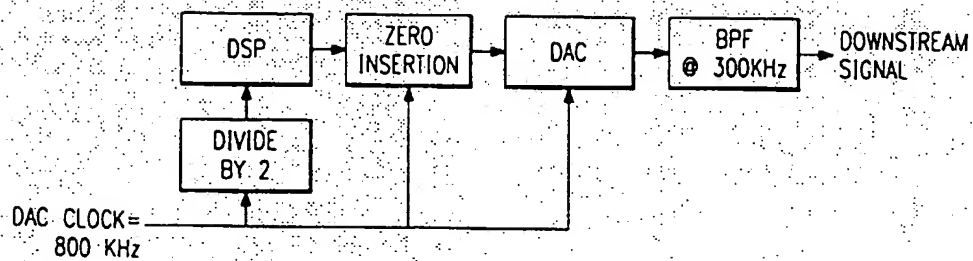 DSP
ZERO
INSERTION
DAC
BPF
@ 300KHz
DOWNSTREAM
SIGNAL
DIVIDE
BY 2
DAC CLOCK=
800 KHz